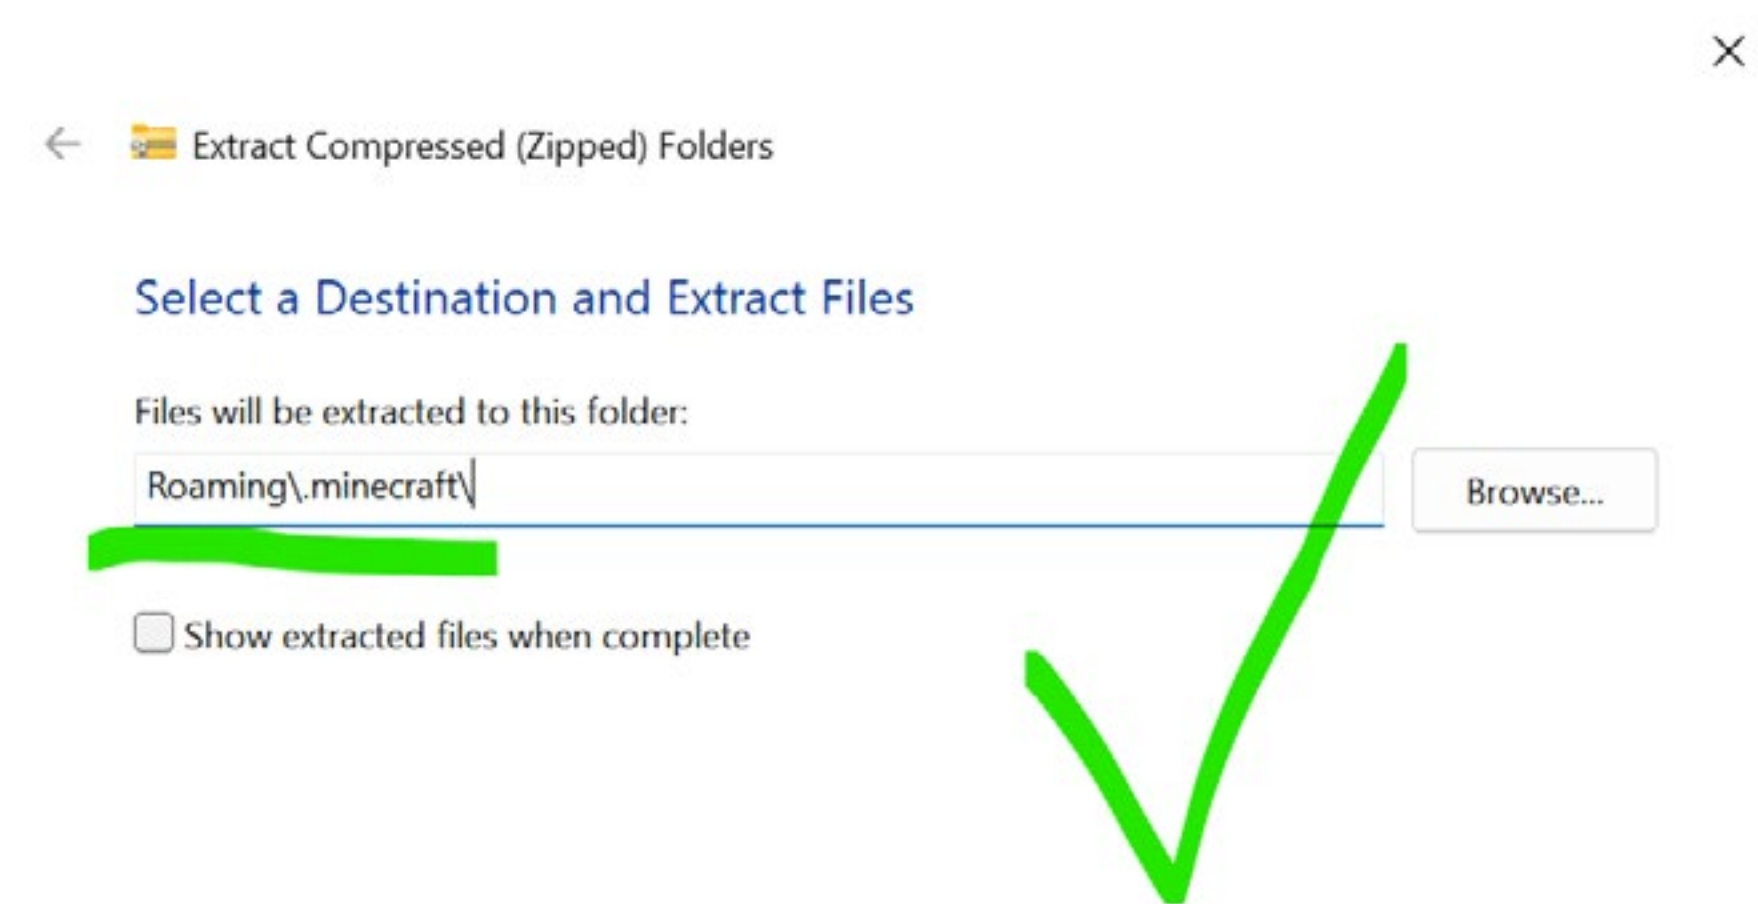 Extract Compressed (Zipped) Folders
Select a Destination and Extract Files
Files will be extracted to this folder:
Roaming\.minecraft\
Browse...
Show extracted files when complete